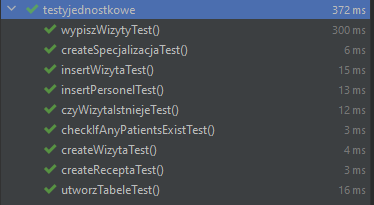 testyjednostkowe 372 ms
wypiszWizytyTest() 300 ms
createSpecjalizacjaTest() 6 ms
insertWizytaTest() 15 ms
insertPersonelTest() 13 ms
czyWizytaIstniejeTest() 12 ms
checkIfAnyPatientsExistTest() 3 ms
createWizytaTest() 4 ms
createReceptaTest() 3 ms
utworzTabeleTest() 16 ms